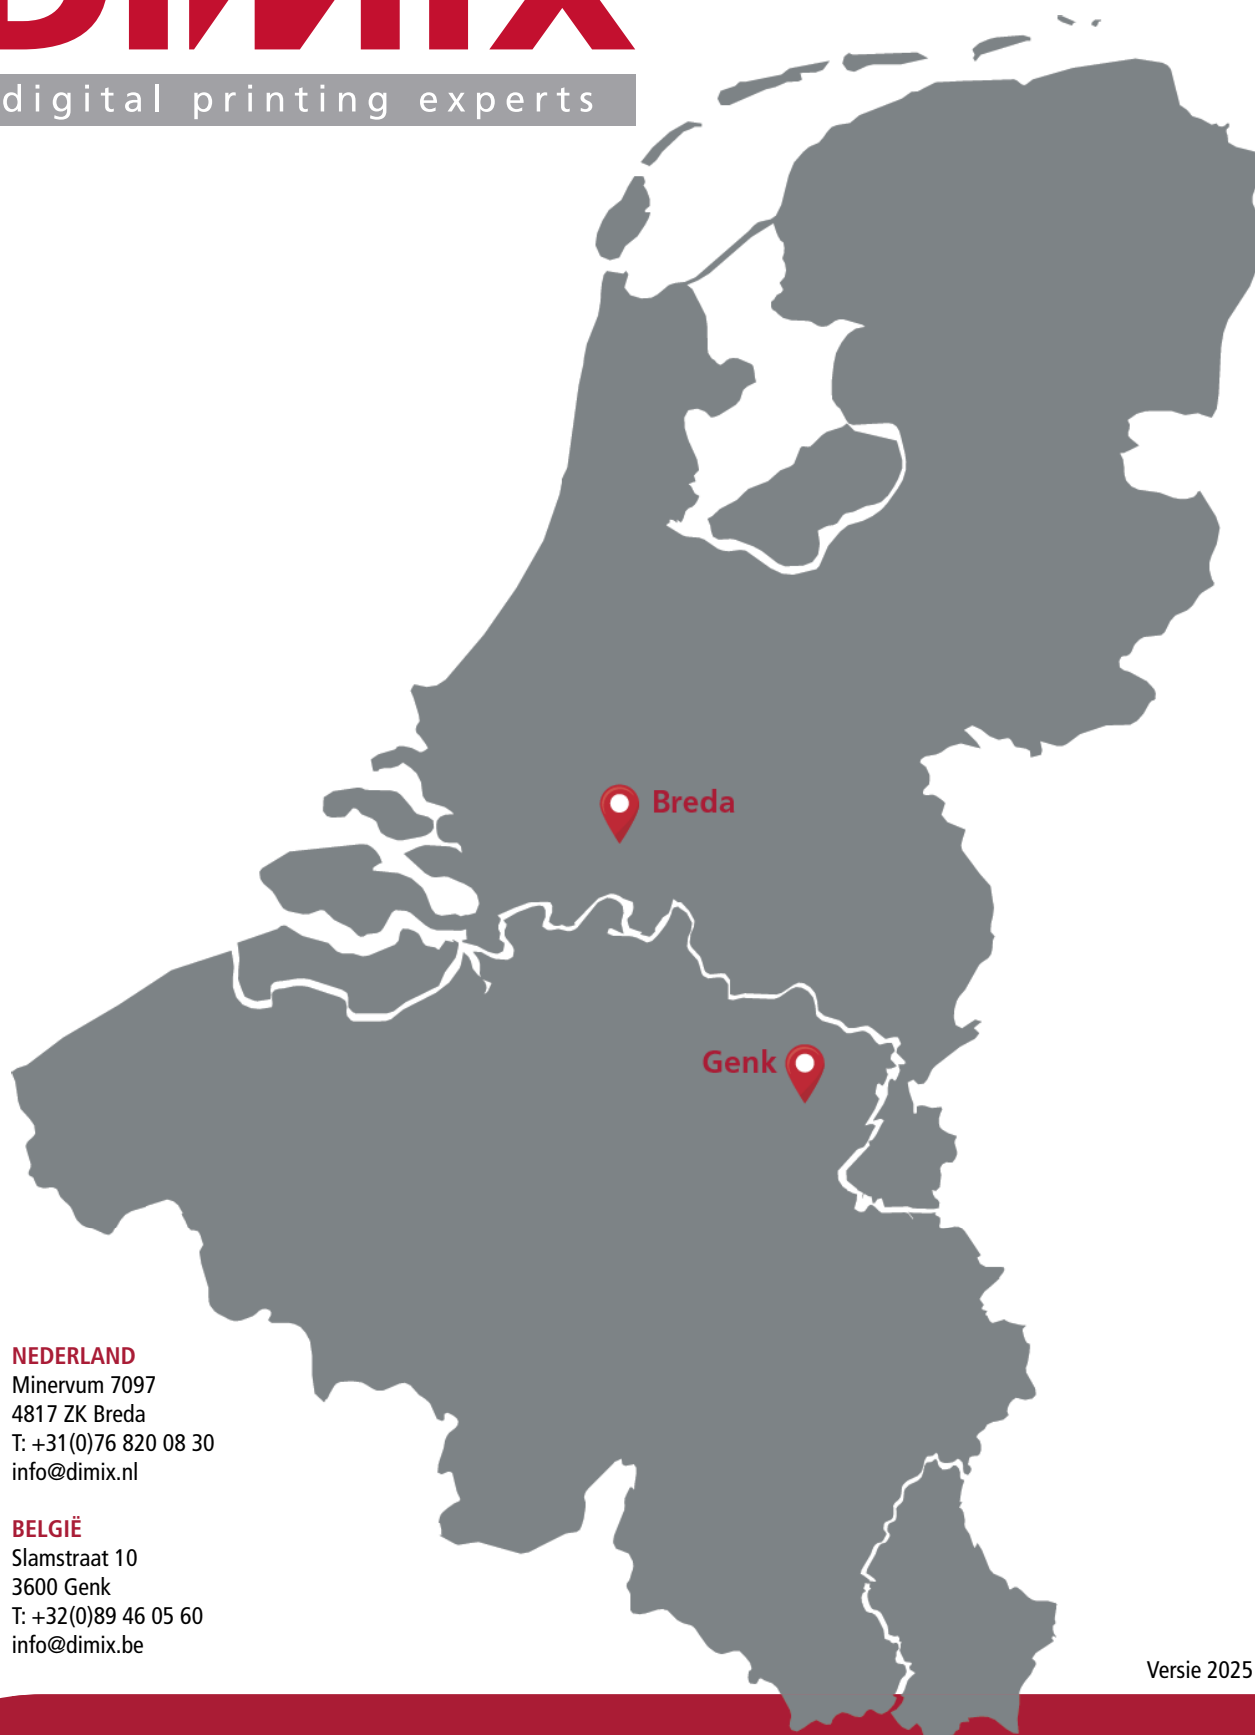 DIMIX
digital printing experts
Breda
Genk
NEDERLAND
Minervum 7097
4817 ZK Breda
T: +31(0)76 820 08 30
info@dimix.nl
BELGIË
Slamstraat 10
3600 Genk
T: +32(0)89 46 05 60
info@dimix.be
Versie 2025